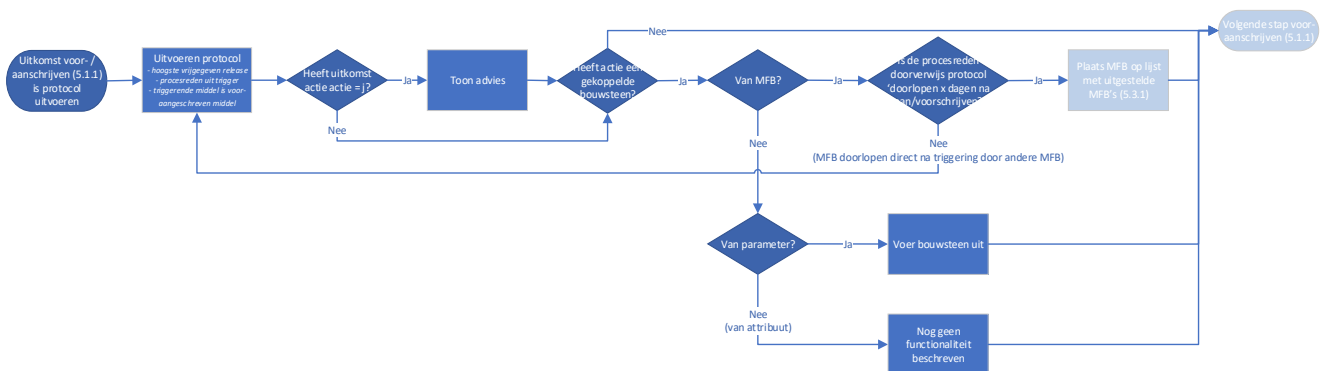 Uitkomst voor- /
aanschrijven (5.1.1)
is protocol
uitvoeren
Uitvoeren protocol
- hoogste vrijgegeven release
- procesreden uit trigger
- triggerende middel is voor-
aangeschreven middel
Heeft uitkomst
actie actie = j?
Ja
Nee
Toon advies
Heeft actie een
gekoppelde
bouwsteen?
Nee
Ja
Van MFB?
Ja
Nee
Is de procesreden
doorverwijs protocol
‘doorlopen x dagen na
aan/voorschrijven?
Ja
Nee
(MFB doorlopen direct na triggering door andere MFB)
Plaats MFB op lijst
met uitgestelde
MFB’s (5.3.1)
Volgende stap voor-
aanschrijven (5.1.1)
Van parameter?
Ja
Voer bouwsteen uit
Nee
(van attribuut)
Nog geen
functionaliteit
beschreven